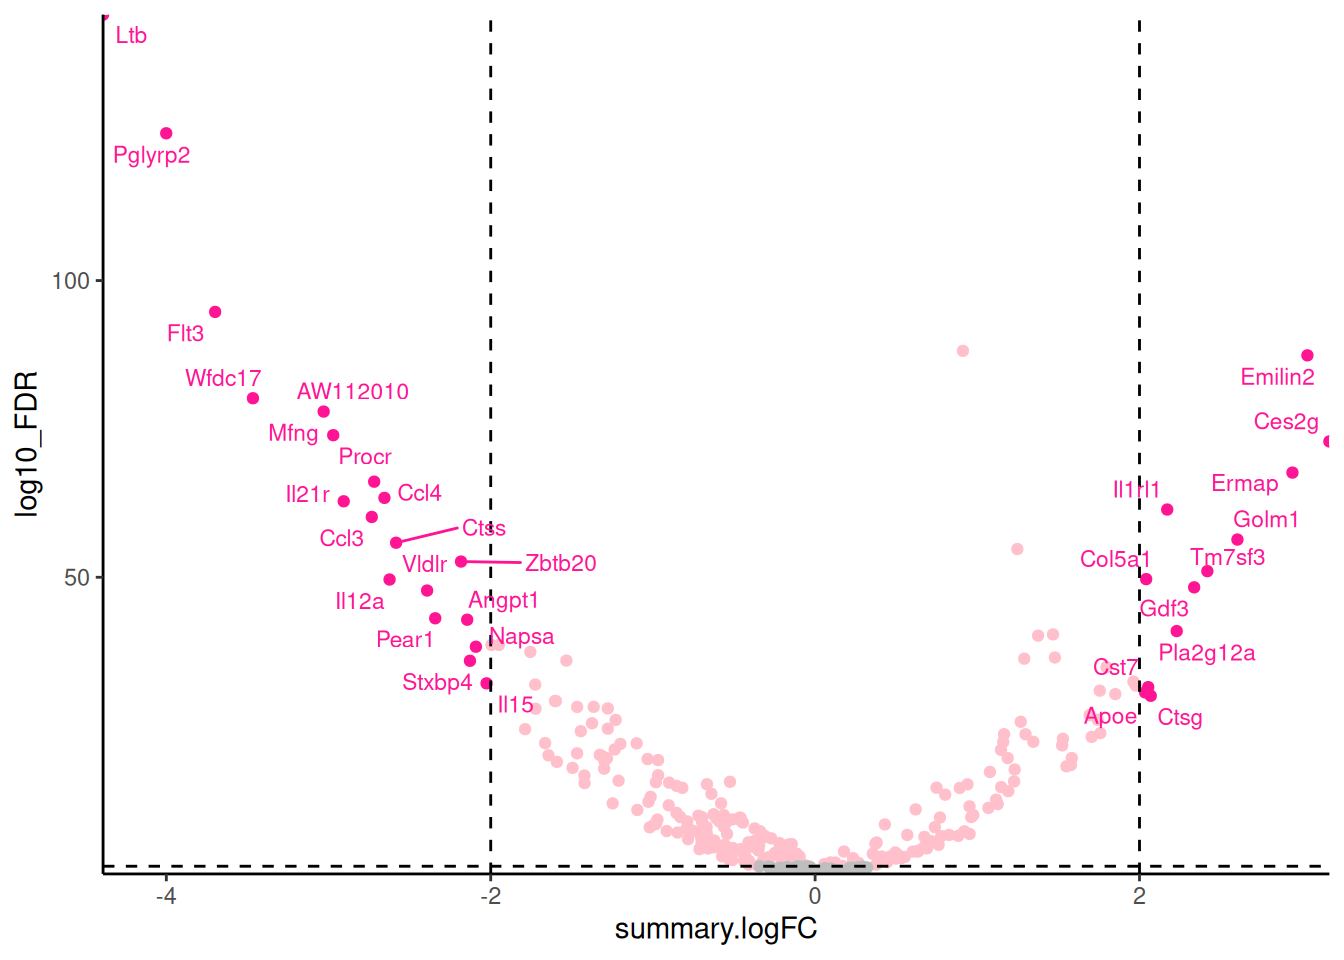 Ltb
Pglyrp2
100
Flt3
Emilin2
Wfdc17
AW112010
Ces2g
Mfng
Procr
Il21r
Ccl4
Il1rl1
Ermap
Golm1
Ccl3
Ctss
Vldlr
Zbtb20
Col5a1
Tm7sf3
50
Il12a
Angpt1
Gdf3
Pear1
Napsa
Pla2g12a
Cst7
Stxbp4
Il15
Apoe
Ctsg
log10_FDR
-4
-2
0
2
summary.logFC